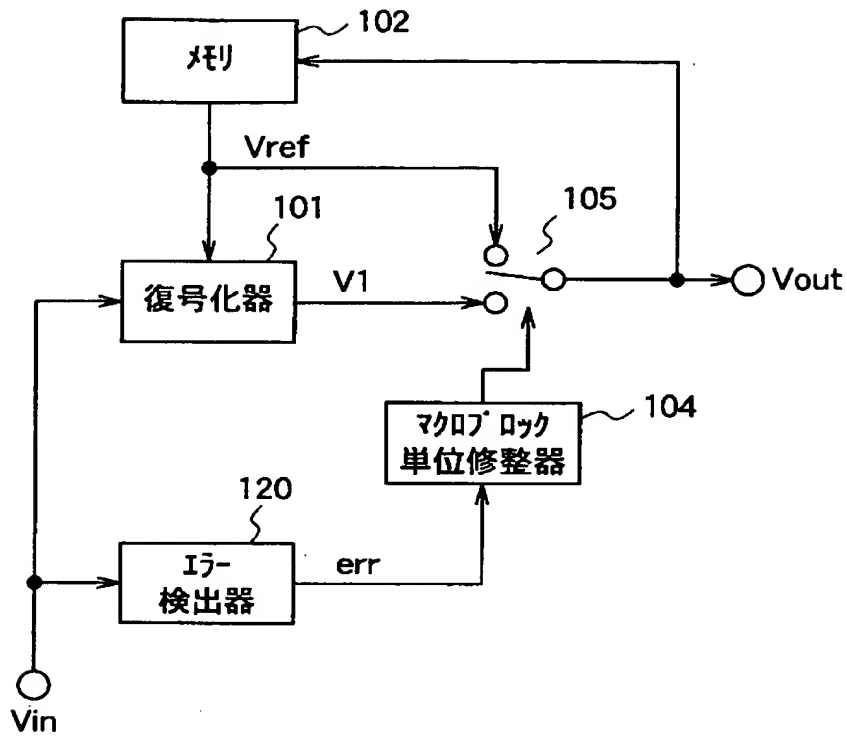 102
メモリ
Vref
101
105
復号化器
V1
Vout
マクロブロック
単位修整器
104
120
エラー
検出器
err
Vin